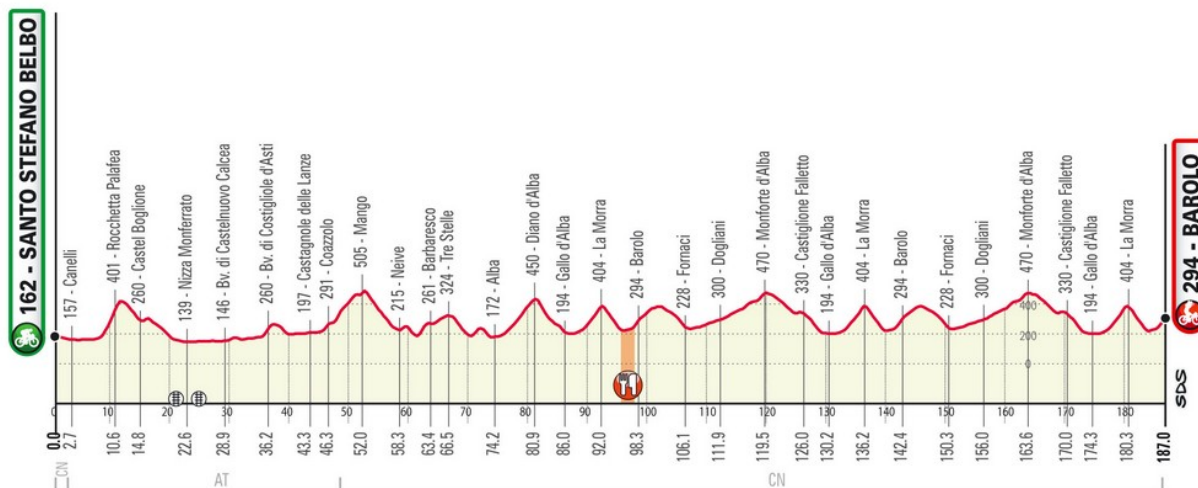 162 - SANTO STEFANO BELBO
157 - Canelli
401 - Rocchetta Palafea
260 - Castel Boglione
139 - Nizza Monferrato
146 - Bv. di Castelnuovo Calcea
260 - Bv. di Costigliole d'Asti
197 - Castagnole delle Lanze
291 - Coazzolo
505 - Mango
215 - Neive
261 - Barbaresco
324 - Tre Stelle
172 - Alba
450 - Diano d'Alba
194 - Gallo d'Alba
404 - La Morra
294 - Barolo
228 - Fornaci
300 - Dogliani
470 - Monforte d'Alba
330 - Castiglione Falletto
194 - Gallo d'Alba
404 - La Morra
294 - Barolo
228 - Fornaci
300 - Dogliani
470 - Monforte d'Alba
330 - Castiglione Falletto
194 - Gallo d'Alba
404 - La Morra
294 - BAROLO
400
200
0
SDS
0 10 20 30 40 50 60 70 80 90 100 110 120 130 140 150 160 170 180
0.0 2.7 10.6 14.8 22.6 28.9 36.2 43.3 46.3 52.0 58.3 63.4 66.5 74.2 80.9 86.0 92.0 98.3 106.1 111.9 119.5 126.0 130.2 136.4 142.4 150.3 156.0 163.6 170.0 174.3 180.3 187.0
CN AT CN